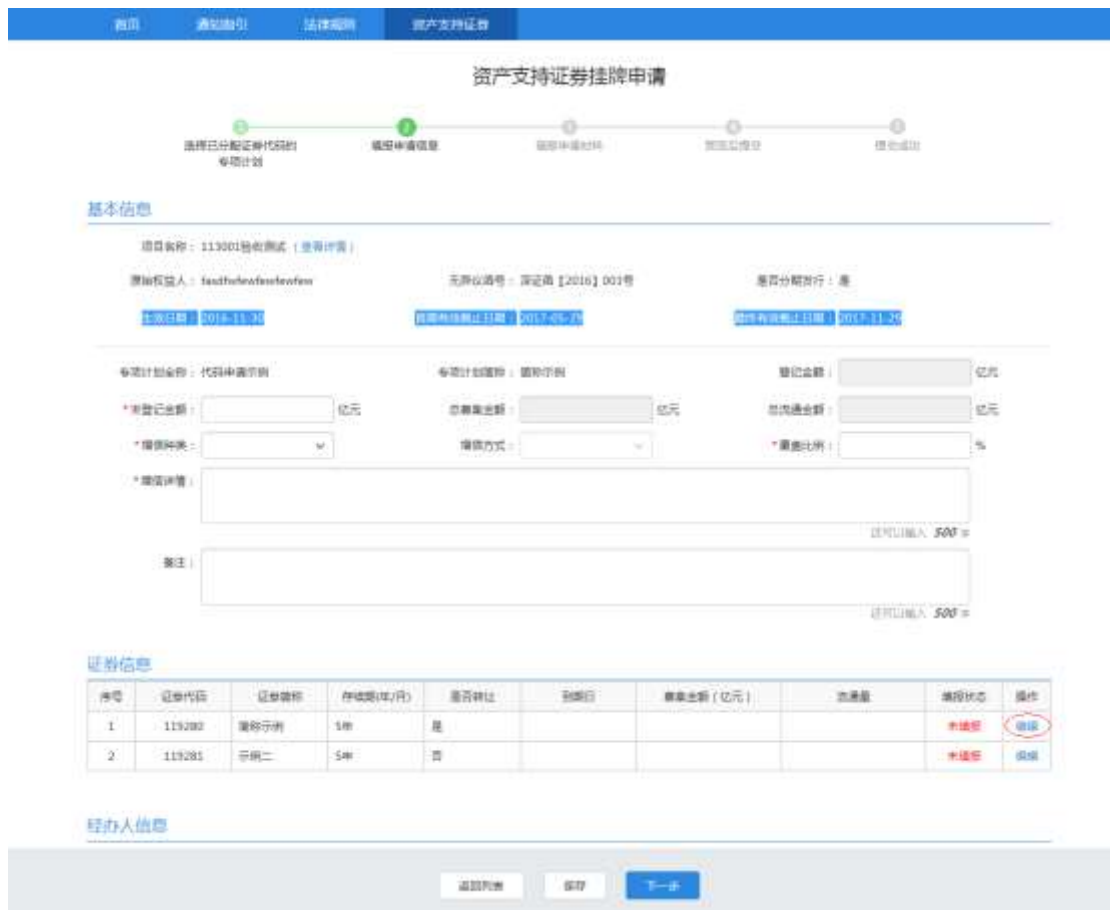 首页 通知指引 法律规则 资产支持证券
资产支持证券挂牌申请
选择已分配证券代码的
专项计划
填报申请信息 填报申请材料
基本信息
项目名称：113001验收测试（查看详情）
原始权益人： 无异议函号：深证函【2016】003号 是否分期发行：是
生效日期：2016-11-30 首期有效截止日期：2017-05-29 最终有效截止日期：2017-11-29
专项计划全称：代码申请示例 专项计划简称：简称示例 登记金额： 亿元
*未登记金额： 亿元 总募集金额： 亿元 总流通金额： 亿元
*增信种类： 增信方式： *覆盖比例： %
*增信详情：
还可以输入 500 字
备注：
还可以输入 500 字
证券信息
序号 证券代码 证券简称 存续期(年/月) 是否转让 到期日 募集金额（亿元） 流通量 填报状态 操作
1 119280 简称示例 5年 是 未填报 编辑
2 119281 示例二 5年 否 未填报 编辑
经办人信息
返回列表 保存 下一步